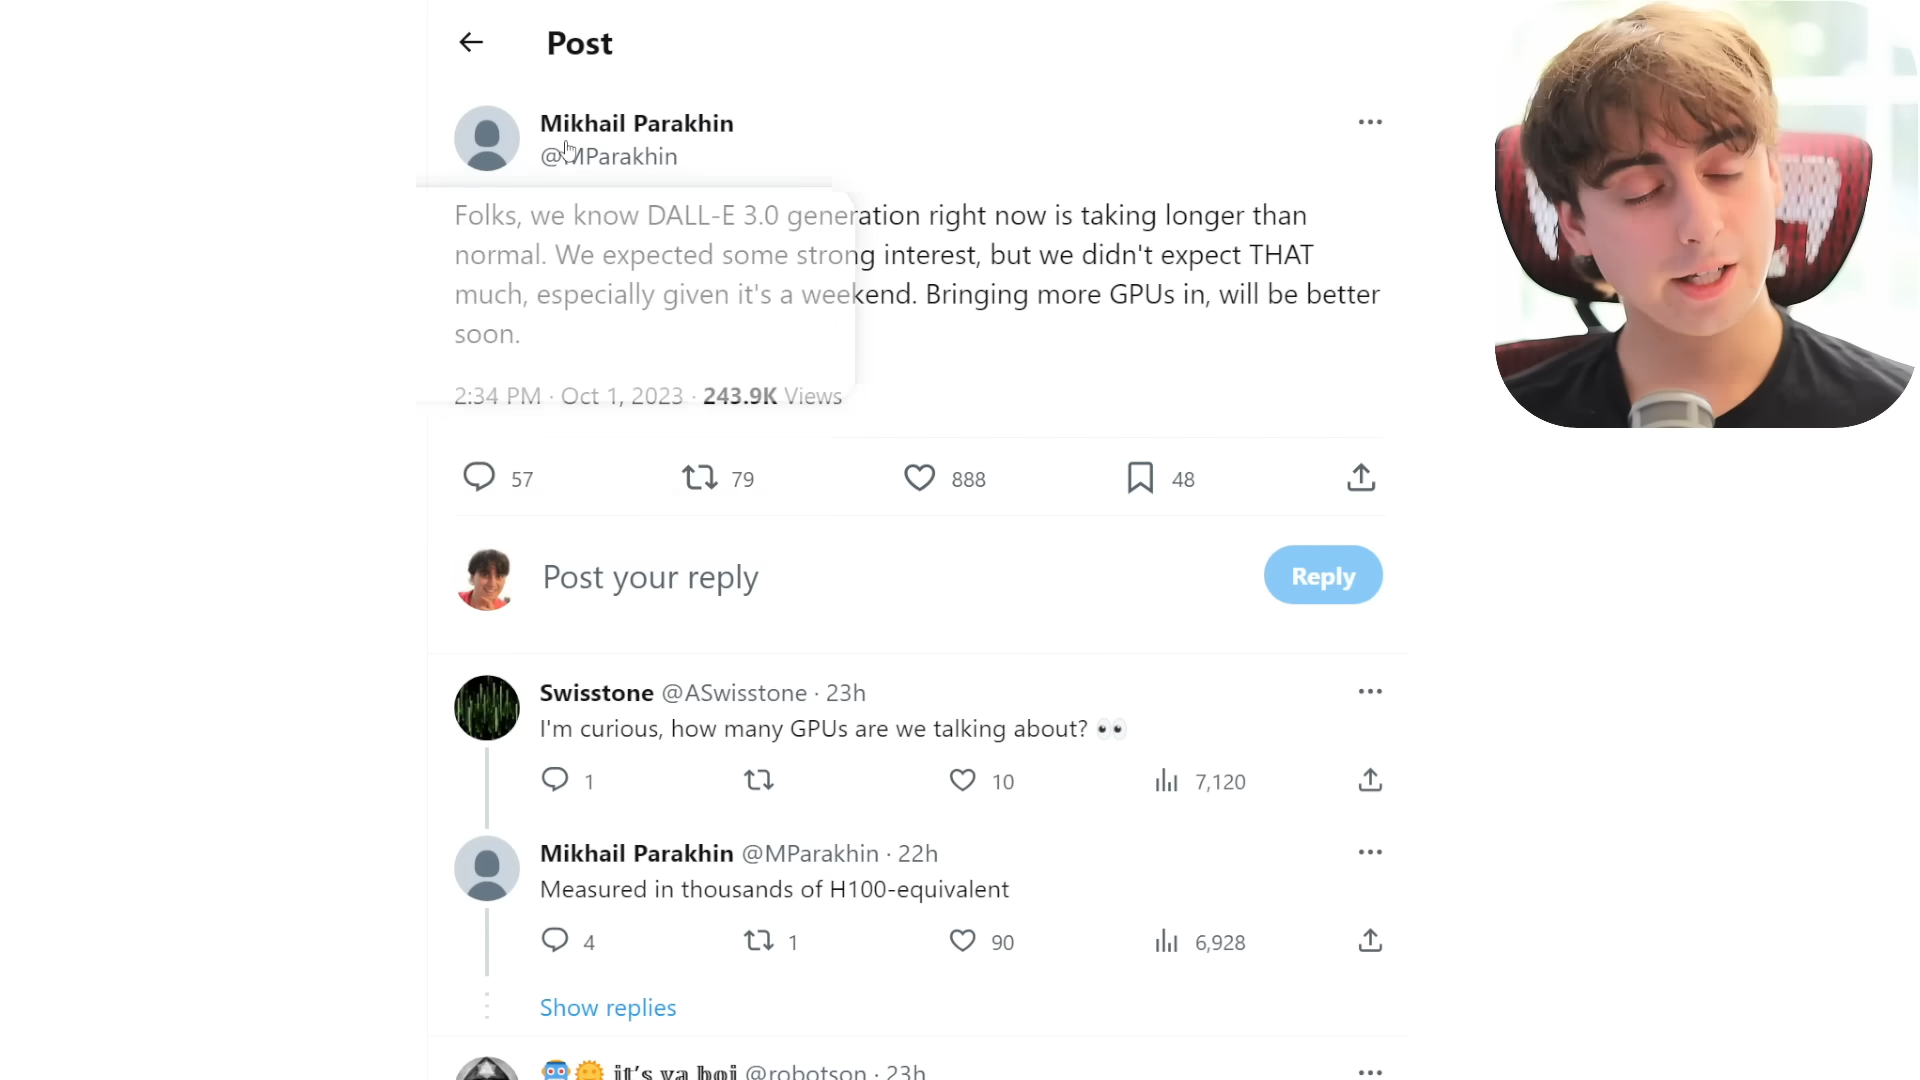 Post
Mikhail Parakhin
@MParakhin
Folks, we know DALL-E 3.0 generation right now is taking longer than
normal. We expected some strong interest, but we didn't expect THAT
much, especially given it's a weekend. Bringing more GPUs in, will be better
soon.
2:34 PM · Oct 1, 2023 · 243.9K Views
57 79 888 48
Post your reply
Reply
Swisstone @ASwisstone · 23h
I'm curious, how many GPUs are we talking about? 👀
1 10 7,120
Mikhail Parakhin @MParakhin · 22h
Measured in thousands of H100-equivalent
4 1 90 6,928
Show replies
🤖🌞 𝕚𝕥'𝕤 𝕪𝕒 𝕓𝕠𝕚 @robotson · 23h